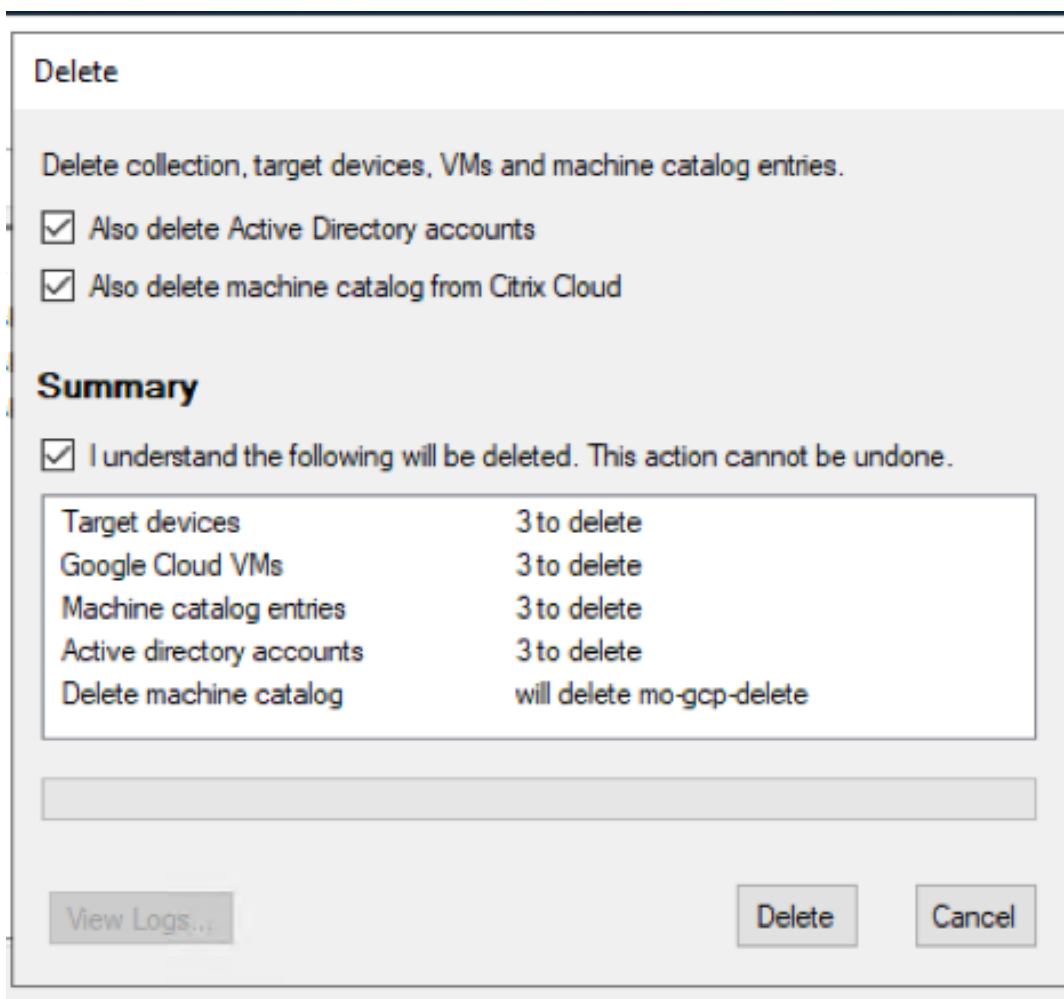 Delete
Delete collection, target devices, VMs and machine catalog entries.
Also delete Active Directory accounts
Also delete machine catalog from Citrix Cloud
Summary
I understand the following will be deleted. This action cannot be undone.
Target devices 3 to delete
Google Cloud VMs 3 to delete
Machine catalog entries 3 to delete
Active directory accounts 3 to delete
Delete machine catalog will delete mo-gcp-delete
View Logs... Delete Cancel